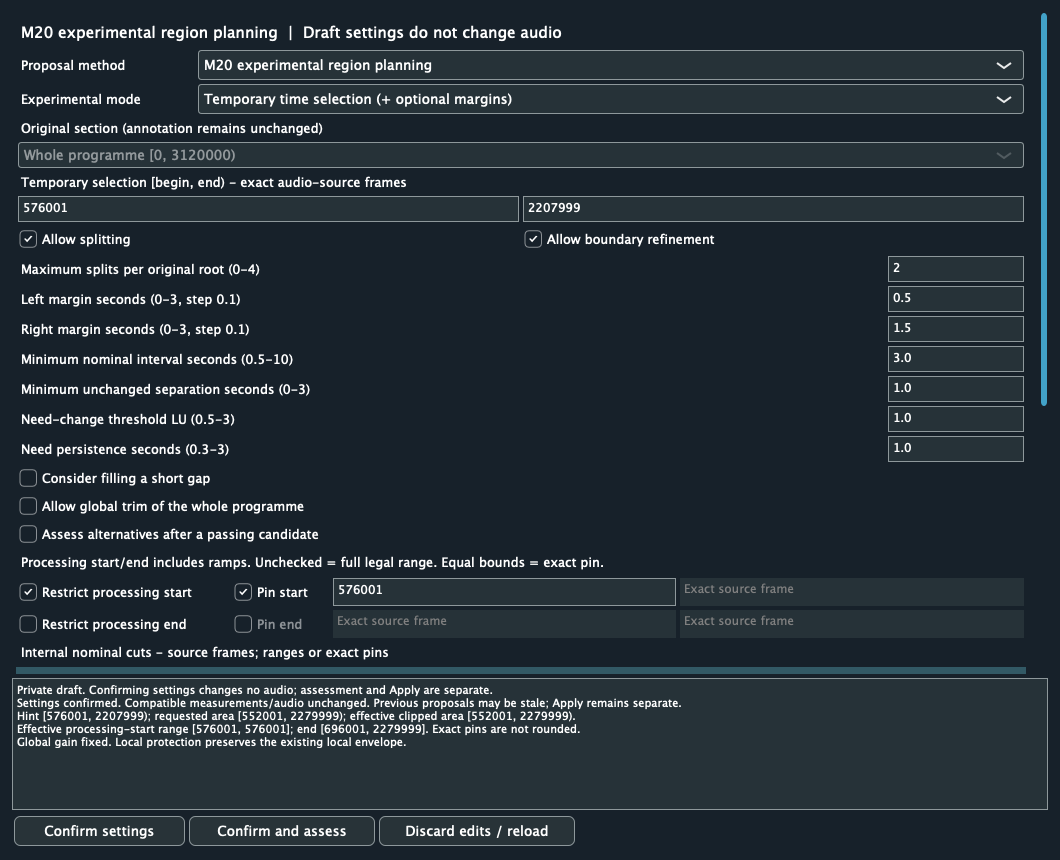 M20 experimental region planning | Draft settings do not change audio
Proposal method M20 experimental region planning
Experimental mode Temporary time selection (+ optional margins)
Original section (annotation remains unchanged)
Whole programme [0, 3120000)
Temporary selection [begin, end) - exact audio-source frames
576001 2207999
Allow splitting Allow boundary refinement
Maximum splits per original root (0-4) 2
Left margin seconds (0-3, step 0.1) 0.5
Right margin seconds (0-3, step 0.1) 1.5
Minimum nominal interval seconds (0.5-10) 3.0
Minimum unchanged separation seconds (0-3) 1.0
Need-change threshold LU (0.5-3) 1.0
Need persistence seconds (0.3-3) 1.0
Consider filling a short gap
Allow global trim of the whole programme
Assess alternatives after a passing candidate
Processing start/end includes ramps. Unchecked = full legal range. Equal bounds = exact pin.
Restrict processing start Pin start 576001 Exact source frame
Restrict processing end Pin end Exact source frame Exact source frame
Internal nominal cuts - source frames; ranges or exact pins
Private draft. Confirming settings changes no audio; assessment and Apply are separate.
Settings confirmed. Compatible measurements/audio unchanged. Previous proposals may be stale; Apply remains separate.
Hint [576001, 2207999); requested area [552001, 2279999); effective clipped area [552001, 2279999).
Effective processing-start range [576001, 576001]; end [696001, 2279999]. Exact pins are not rounded.
Global gain fixed. Local protection preserves the existing local envelope.
Confirm settings Confirm and assess Discard edits / reload